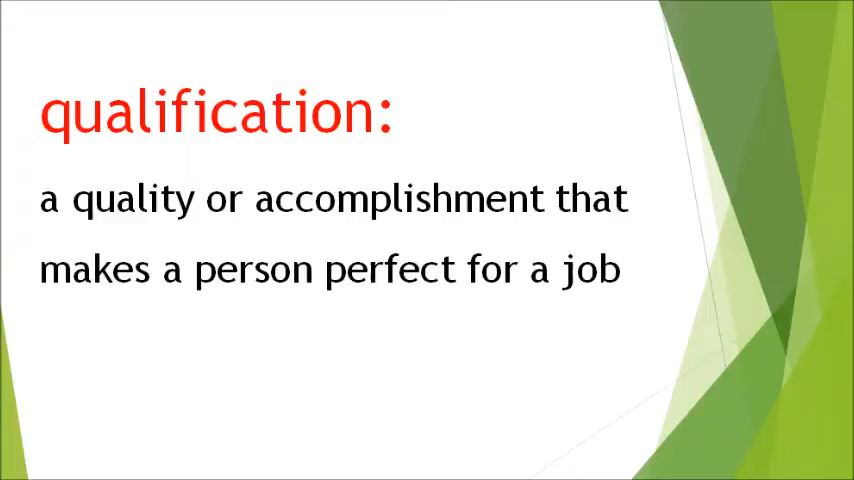 qualification:
a quality or accomplishment that
makes a person perfect for a job